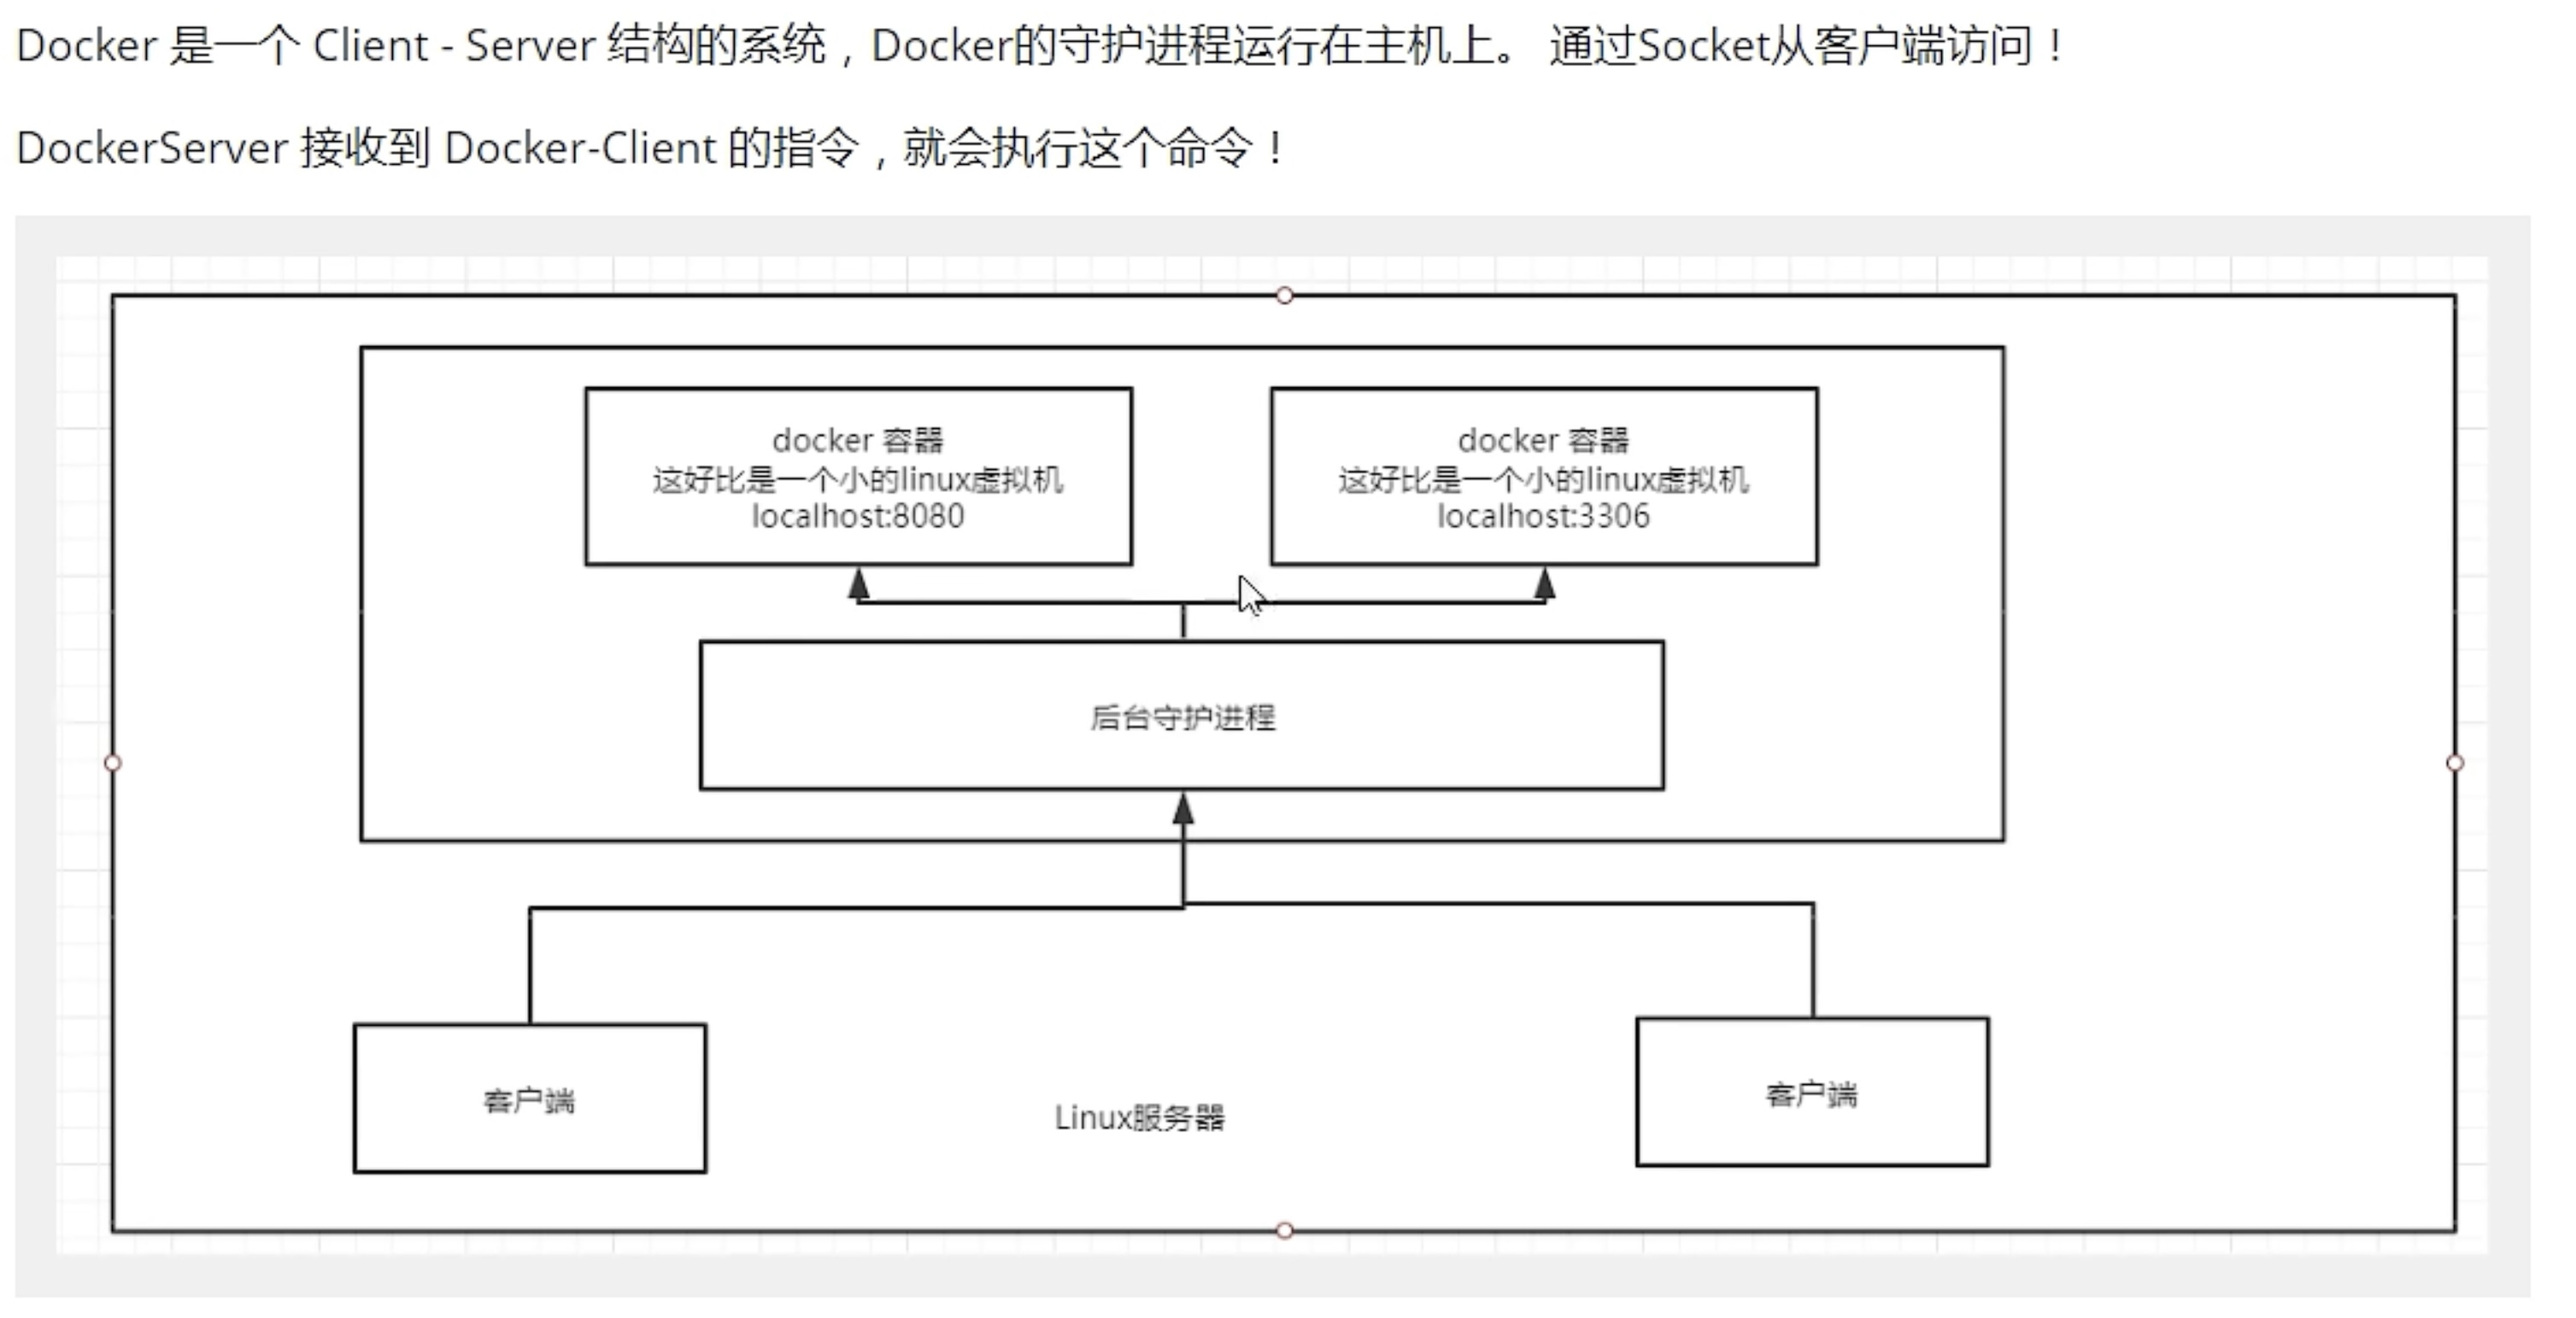 Docker 是一个 Client - Server 结构的系统，Docker的守护进程运行在主机上。 通过Socket从客户端访问！
DockerServer 接收到 Docker-Client 的指令，就会执行这个命令！
docker 容器
这好比是一个小的linux虚拟机
localhost:8080
docker 容器
这好比是一个小的linux虚拟机
localhost:3306
后台守护进程
客户端
Linux服务器
客户端